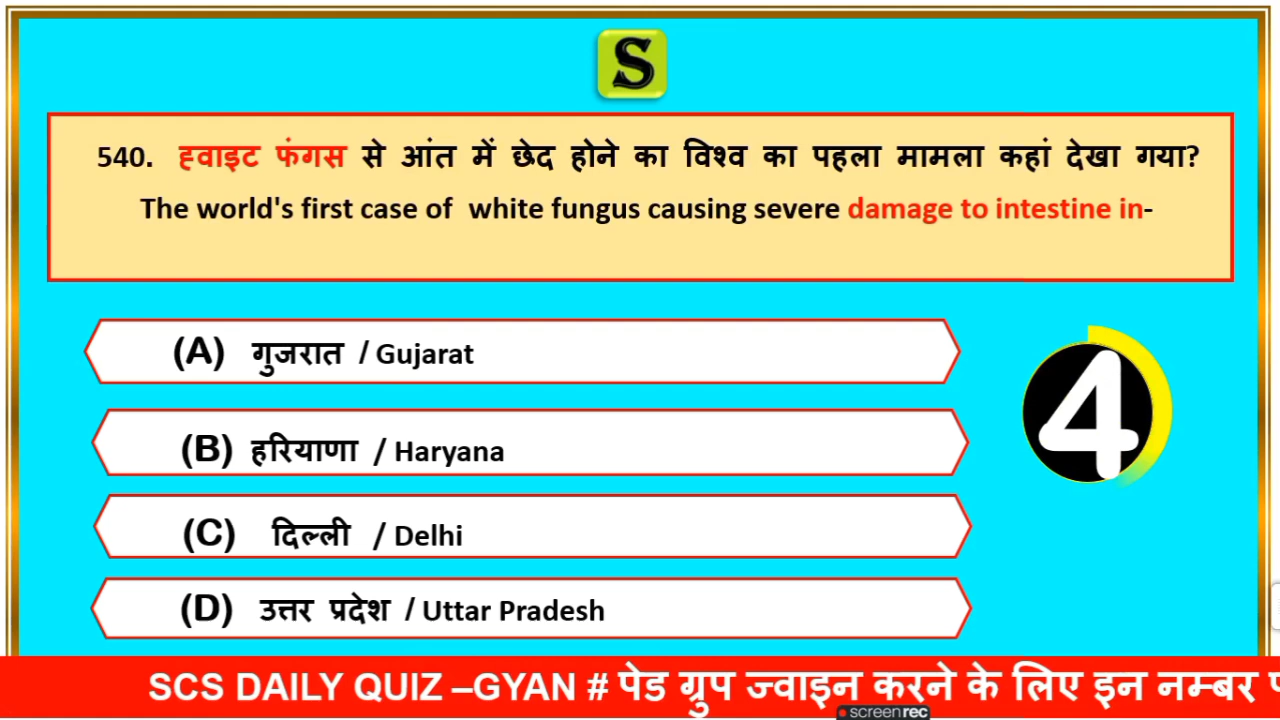 S
540. ह्वाइट फंगस से आंत में छेद होने का विश्व का पहला मामला कहां देखा गया?
The world's first case of white fungus causing severe damage to intestine in-
(A) गुजरात / Gujarat
4
(B) हरियाणा / Haryana
(C) दिल्ली / Delhi
(D) उत्तर प्रदेश / Uttar Pradesh
SCS DAILY QUIZ –GYAN # पेड ग्रुप ज्वाइन करने के लिए इन नम्बर
screenrec